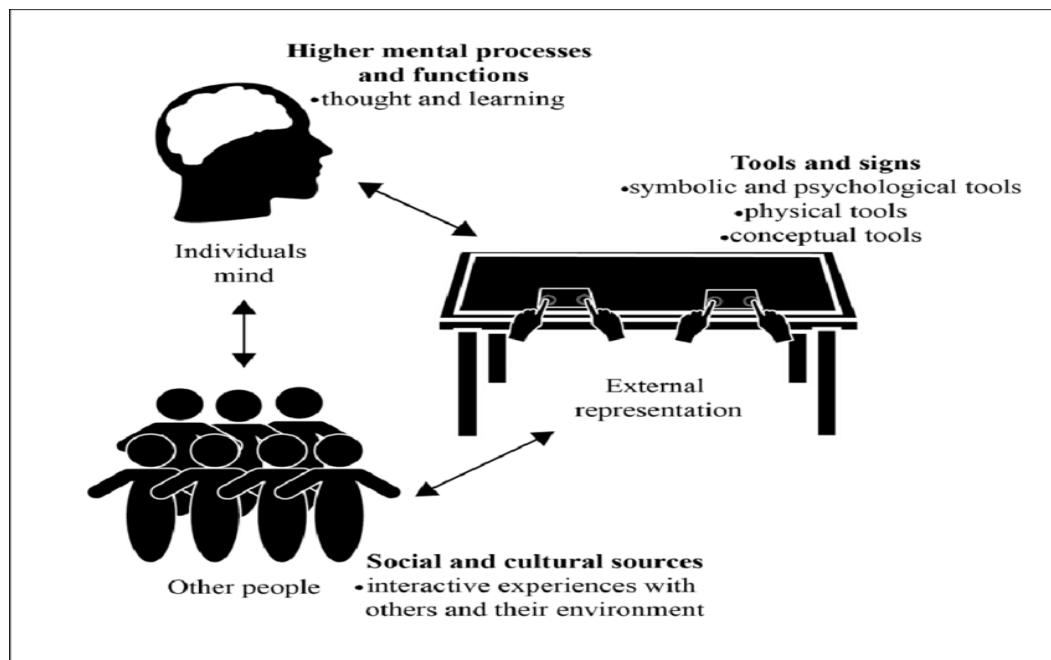 Higher mental processes
and functions
•thought and learning
Tools and signs
•symbolic and psychological tools
•physical tools
•conceptual tools
Individuals
mind
External
representation
Social and cultural sources
•interactive experiences with
others and their environment
Other people